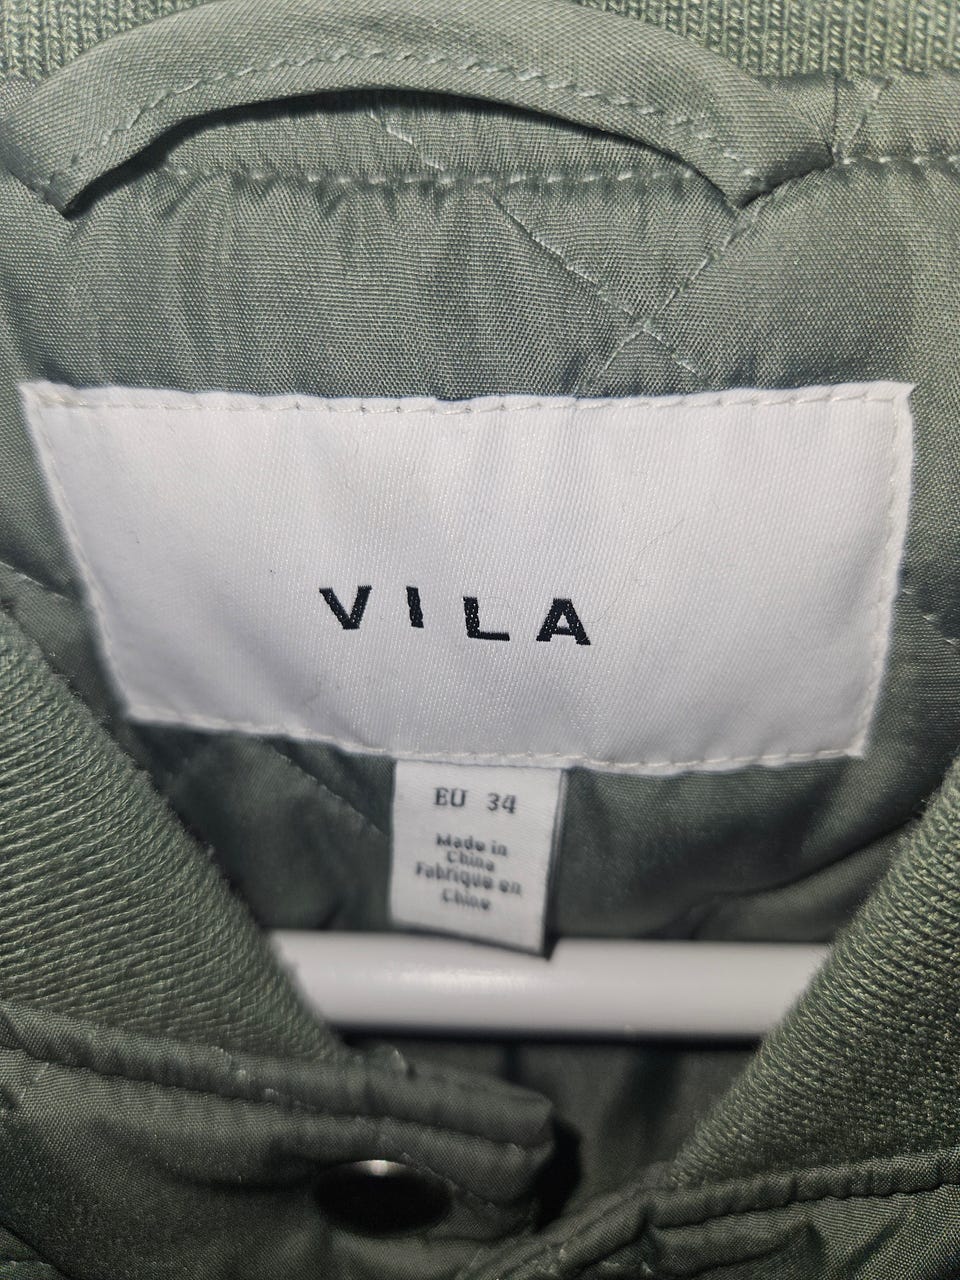 VILA
EU 34
Made in
China
Fabriqué en
Chine